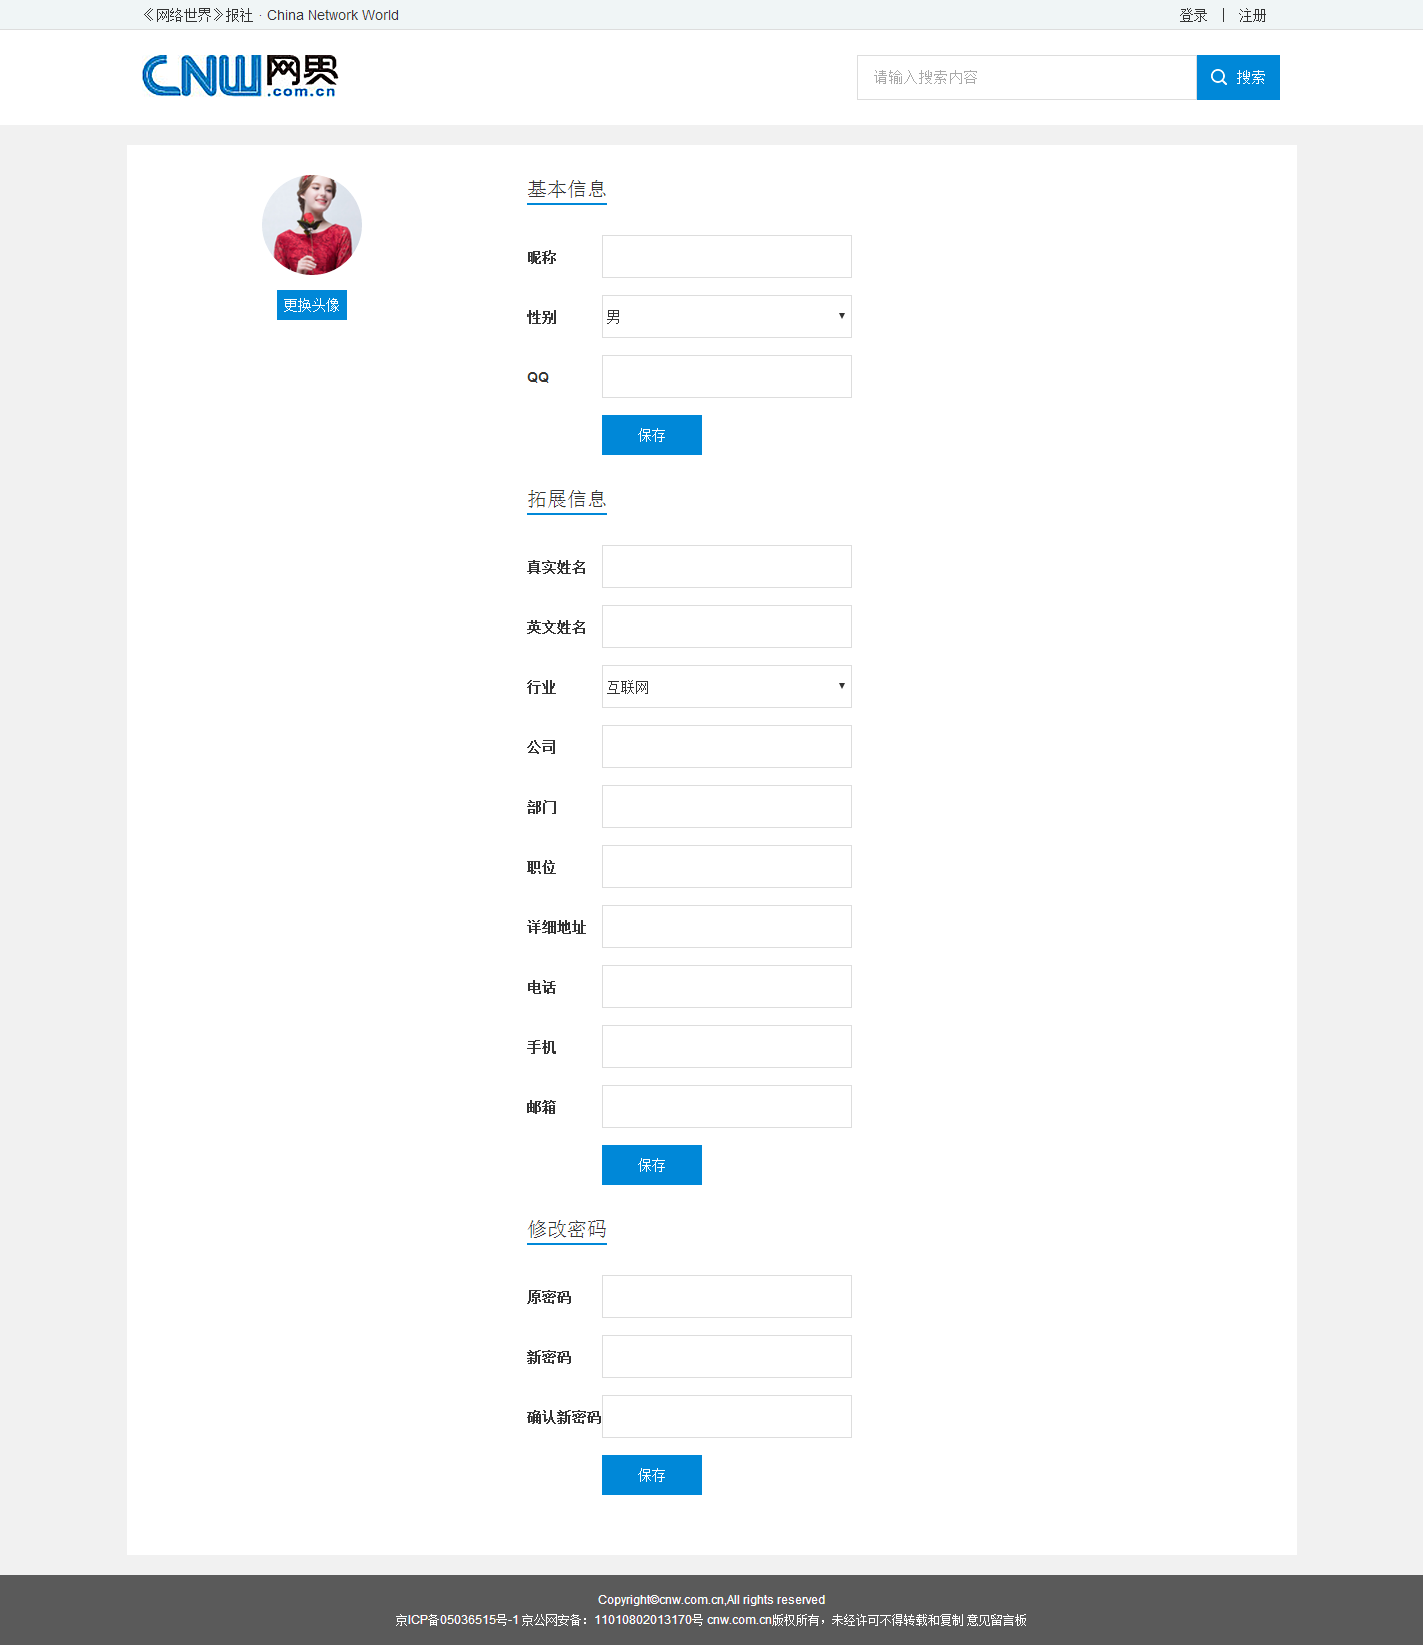 《网络世界》报社 · China Network World
登录 | 注册
CNW网界
.com.cn
请输入搜索内容
搜索
基本信息
更换头像
昵称
性别 男
QQ
保存
拓展信息
真实姓名
英文姓名
行业 互联网
公司
部门
职位
详细地址
电话
手机
邮箱
保存
修改密码
原密码
新密码
确认新密码
保存
Copyright©cnw.com.cn,All rights reserved
京ICP备05036515号-1 京公网安备：11010802013170号 cnw.com.cn版权所有，未经许可不得转载和复制 意见留言板